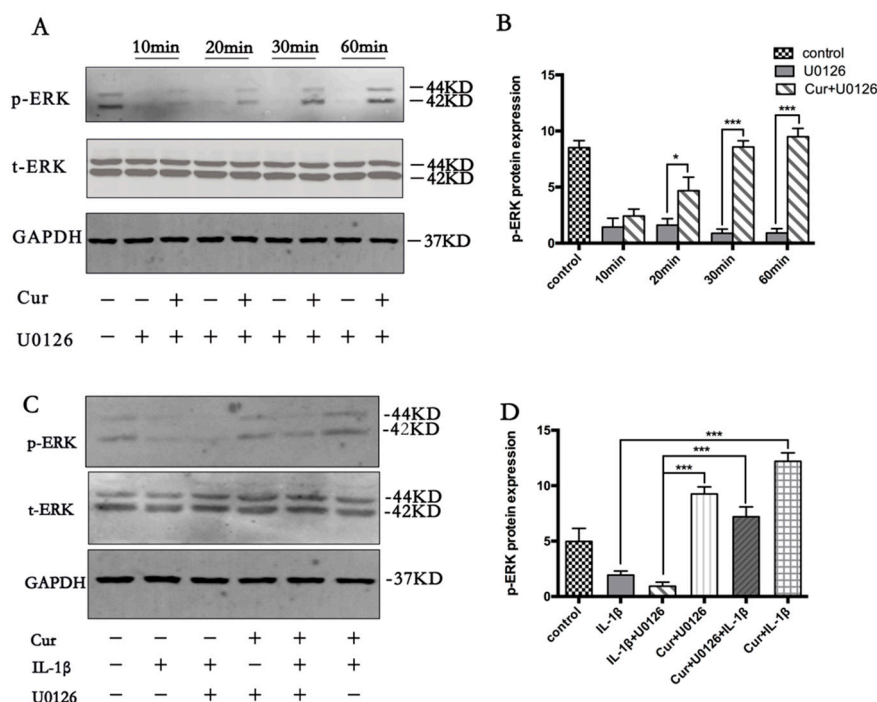 A
10min 20min 30min 60min
p-ERK
44KD
42KD
t-ERK
44KD
42KD
GAPDH
37KD
Cur − − + − + − + − +
U0126 − + + + + + + + +
B
control
U0126
Cur+U0126
p-ERK protein expression
15
10
5
0
*
***
***
control 10min 20min 30min 60min
C
p-ERK
-44KD
-42KD
t-ERK
-44KD
-42KD
GAPDH
-37KD
Cur − − − + + +
IL-1β − + + − + +
U0126 − − + + + −
D
p-ERK protein expression
15
10
5
0
***
***
***
control IL-1β IL-1β+U0126 Cur+U0126 Cur+U0126+IL-1β Cur+IL-1β